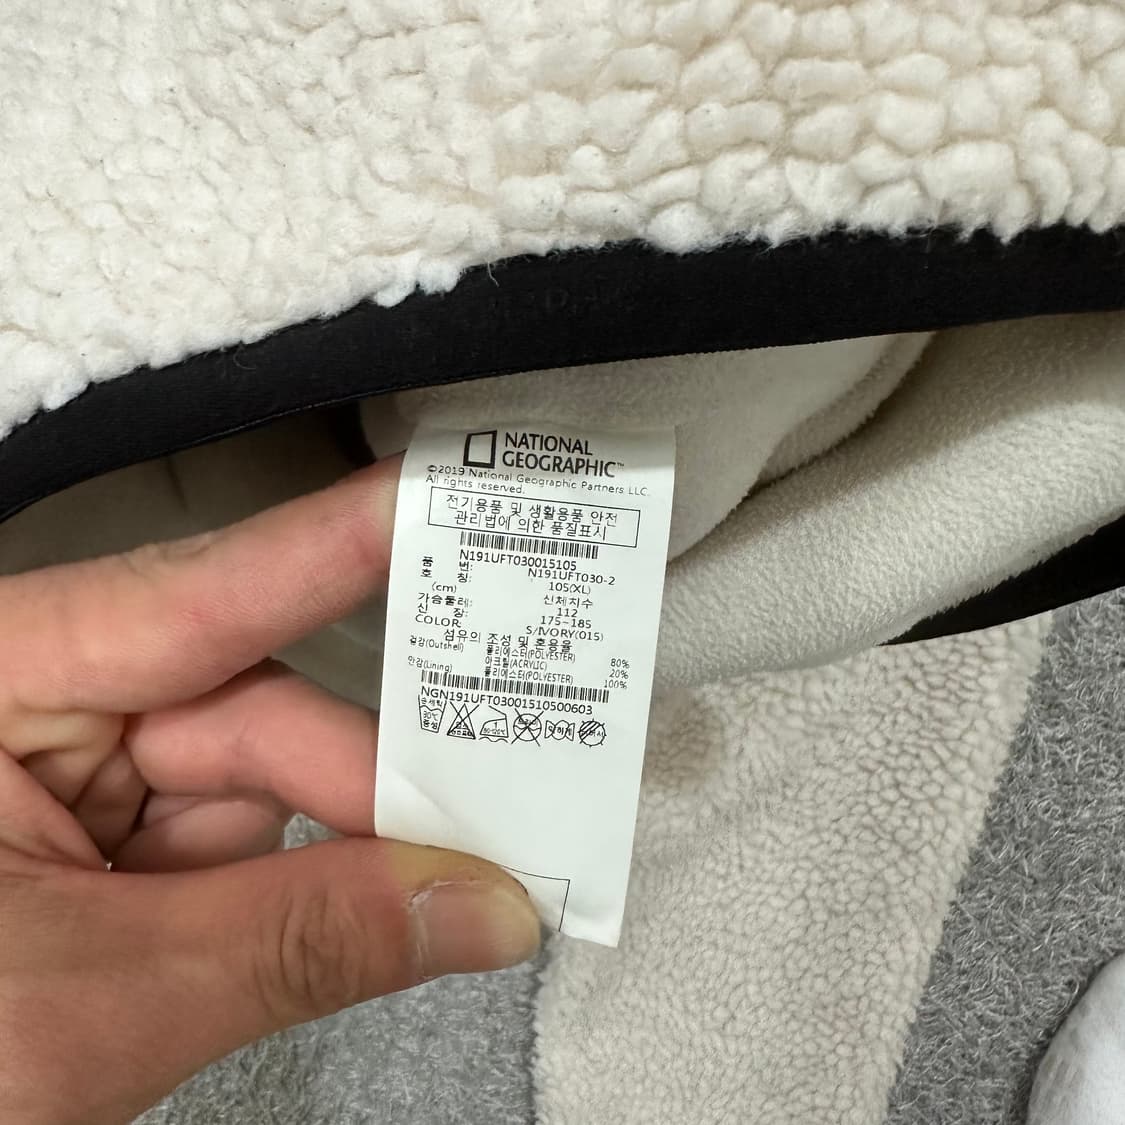 NATIONAL
GEOGRAPHIC™
©2019 National Geographic Partners LLC.
All rights reserved.
전기용품 및 생활용품 안전
관리법에 의한 품질표시
N191UFT030015105
품 번: N191UFT030-2
호 칭: 105(XL)
(cm) 신체치수
가슴둘레: 112
신 장: 175-185
COLOR S/IVORY(015)
섬유의 조성 및 혼용율
겉감(Outshell) 폴리에스터(POLYESTER) 80%
아크릴(ACRYLIC) 20%
안감(Lining) 폴리에스터(POLYESTER) 100%
NGN191UFT03001510500603
30℃
중성